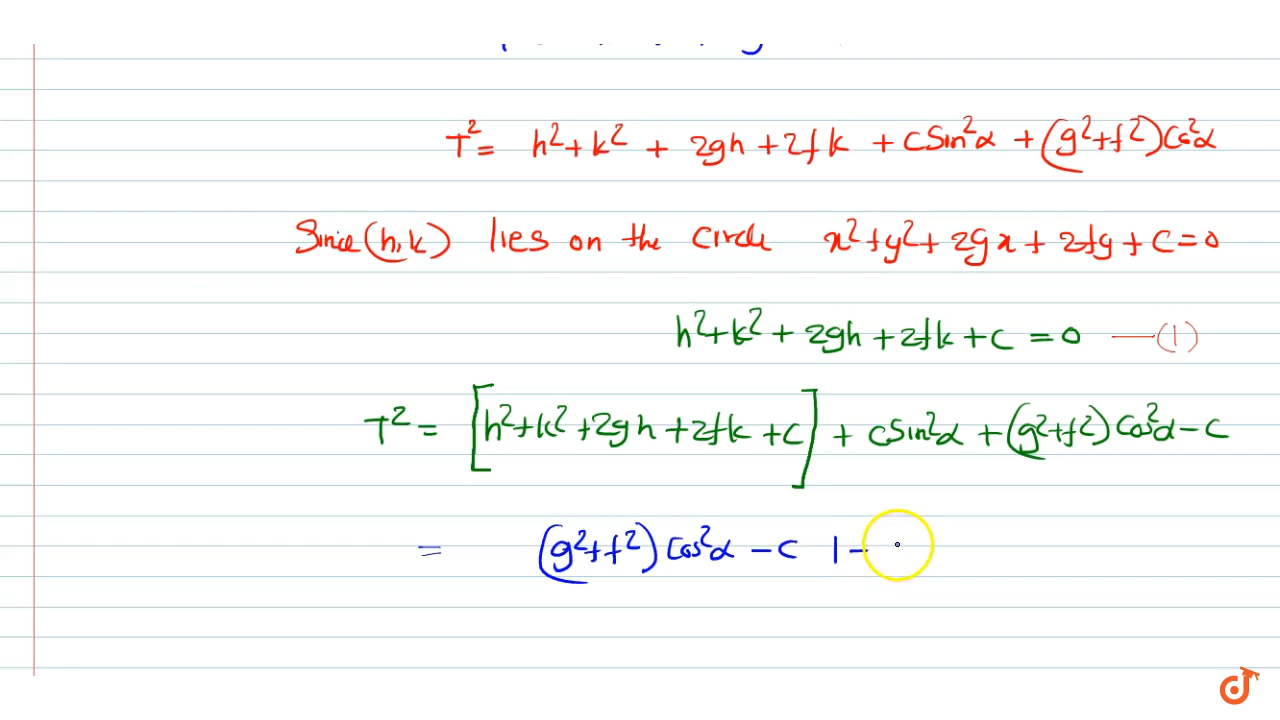 T² = h² + k² + 2gh + 2fk + c Sin²α + (g² + f²) Cos²α
Since (h, k) lies on the circle x² + y² + 2gx + 2fy + c = 0
h² + k² + 2gh + 2fk + c = 0 —(1)
T² = [h² + k² + 2gh + 2fk + c] + c Sin²α + (g² + f²) Cos²α − c
= (g² + f²) Cos²α − c 1 −